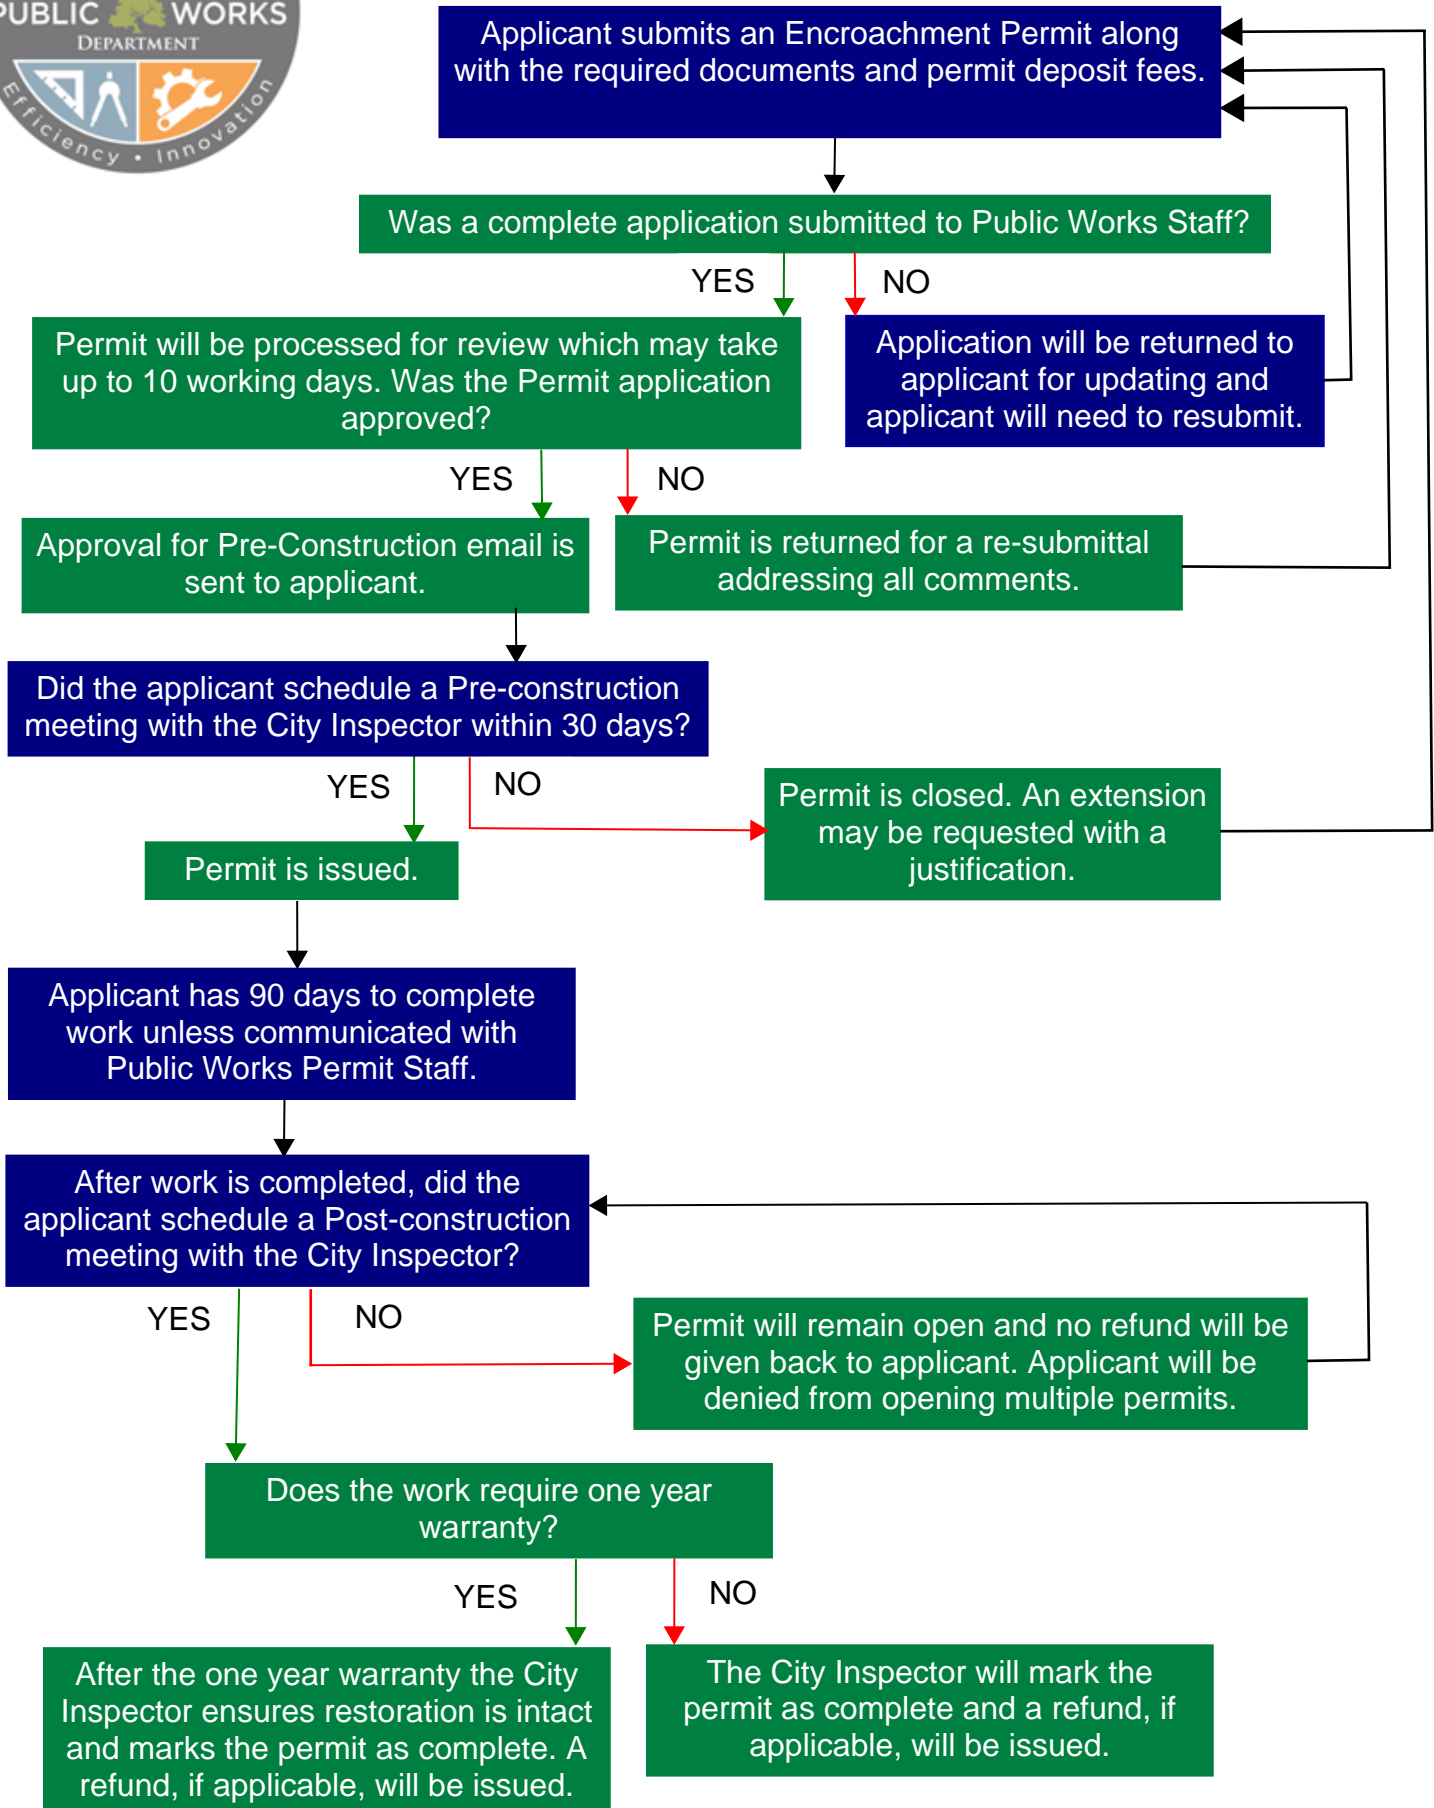 PUBLIC WORKS
DEPARTMENT
Efficiency • Innovation
Applicant submits an Encroachment Permit along
with the required documents and permit deposit fees.
Was a complete application submitted to Public Works Staff?
YES
NO
Permit will be processed for review which may take
up to 10 working days. Was the Permit application
approved?
Application will be returned to
applicant for updating and
applicant will need to resubmit.
YES
NO
Approval for Pre-Construction email is
sent to applicant.
Permit is returned for a re-submittal
addressing all comments.
Did the applicant schedule a Pre-construction
meeting with the City Inspector within 30 days?
YES
NO
Permit is closed. An extension
may be requested with a
justification.
Permit is issued.
Applicant has 90 days to complete
work unless communicated with
Public Works Permit Staff.
After work is completed, did the
applicant schedule a Post-construction
meeting with the City Inspector?
YES
NO
Permit will remain open and no refund will be
given back to applicant. Applicant will be
denied from opening multiple permits.
Does the work require one year
warranty?
YES
NO
After the one year warranty the City
Inspector ensures restoration is intact
and marks the permit as complete. A
refund, if applicable, will be issued.
The City Inspector will mark the
permit as complete and a refund, if
applicable, will be issued.